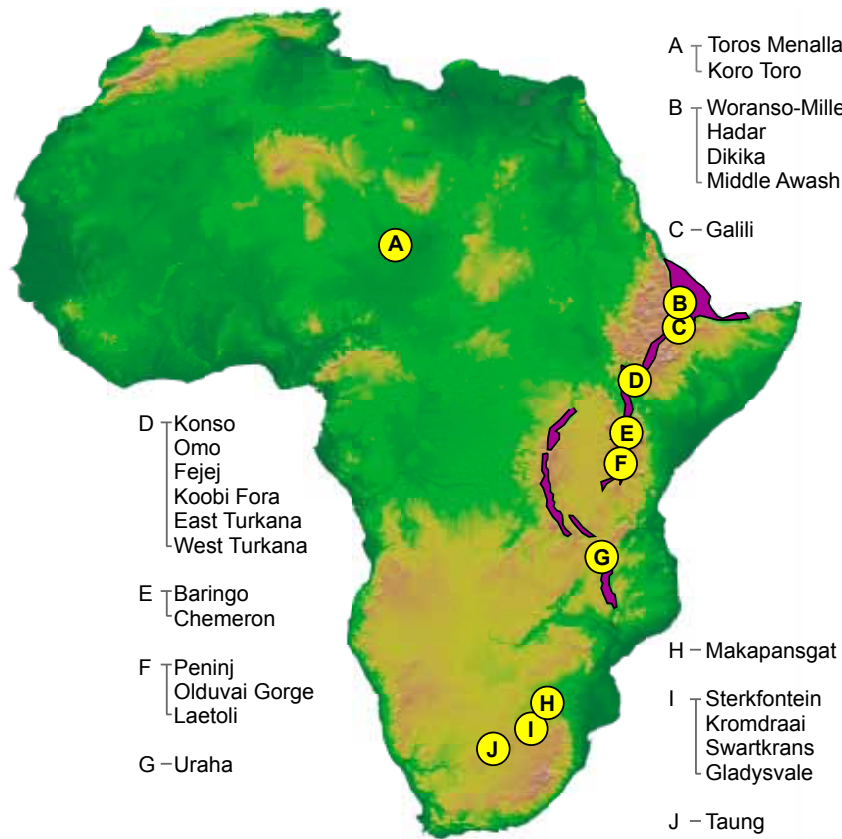 A Toros Menalla
Koro Toro
B Woranso-Mille
Hadar
Dikika
Middle Awash
C Galili
A
B
C
D
E
F
G
H
I
J
D Konso
Omo
Fejej
Koobi Fora
East Turkana
West Turkana
E Baringo
Chemeron
F Peninj
Olduvai Gorge
Laetoli
G Uraha
H Makapansgat
I Sterkfontein
Kromdraai
Swartkrans
Gladysvale
J Taung